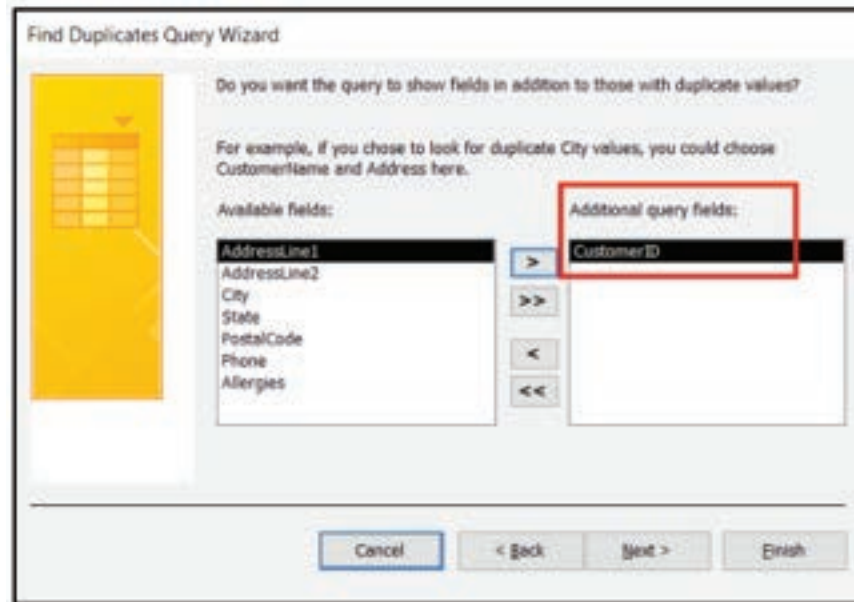 Find Duplicates Query Wizard
Do you want the query to show fields in addition to those with duplicate values?
For example, if you chose to look for duplicate City values, you could choose
CustomerName and Address here.
Available fields:
Additional query fields:
AddressLine1
AddressLine2
City
State
PostalCode
Phone
Allergies
>
>>
<
<<
CustomerID
Cancel
< Back
Next >
Finish